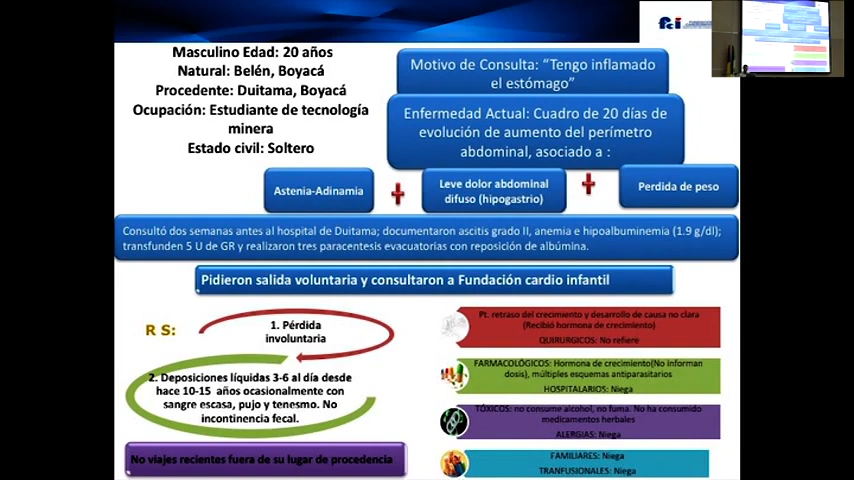 fci
Masculino Edad: 20 años
Natural: Belén, Boyacá
Procedente: Duitama, Boyacá
Ocupación: Estudiante de tecnología
minera
Estado civil: Soltero
Motivo de Consulta: “Tengo inflamado
el estómago”
Enfermedad Actual: Cuadro de 20 días de
evolución de aumento del perímetro
abdominal, asociado a :
Astenia-Adinamia
Leve dolor abdominal
difuso (hipogastrio)
Perdida de peso
Consultó dos semanas antes al hospital de Duitama; documentaron ascitis grado II, anemia e hipoalbuminemia (1.9 g/dl);
transfunden 5 U de GR y realizaron tres paracentesis evacuatorias con reposición de albúmina.
Pidieron salida voluntaria y consultaron a Fundación cardio infantil
R S:
1. Pérdida
involuntaria
2. Deposiciones líquidas 3-6 al día desde
hace 10-15 años ocasionalmente con
sangre escasa, pujo y tenesmo. No
incontinencia fecal.
No viajes recientes fuera de su lugar de procedencia
Pt. retraso del crecimiento y desarrollo de causa no clara
(Recibió hormona de crecimiento)
QUIRURGICOS: No refiere
FARMACOLÓGICOS: Hormona de crecimiento(No informan
dosis), múltiples esquemas antiparasitarios
HOSPITALARIOS: Niega
TÓXICOS: no consume alcohol, no fuma. No ha consumido
medicamentos herbales
ALERGIAS: Niega
FAMILIARES: Niega
TRANFUSIONALES: Niega